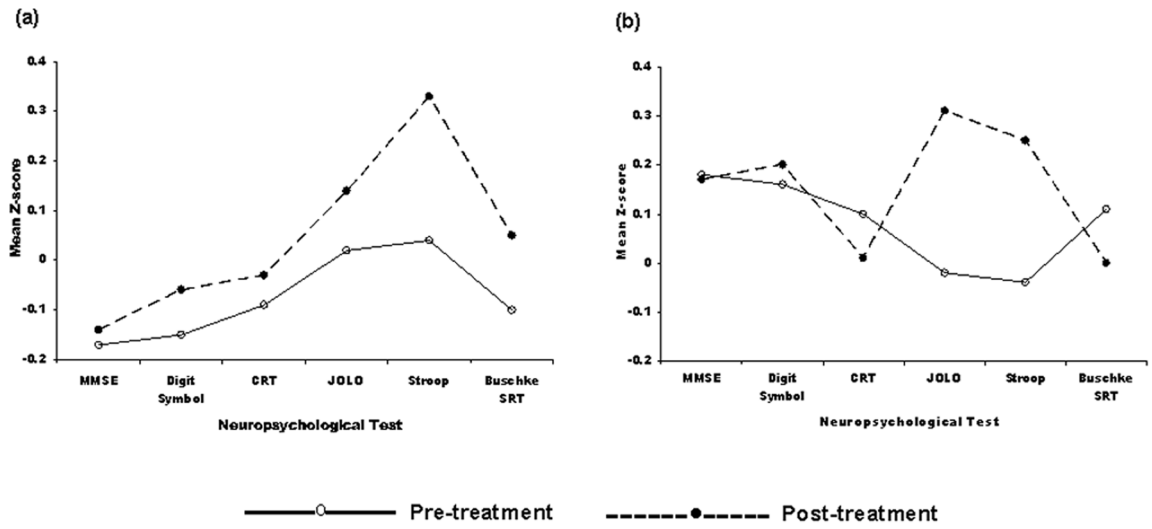 (a)
0.4
0.3
0.2
0.1
0
-0.1
-0.2
Mean Z-score
MMSE Digit Symbol CRT JOLO Stroop Buschke SRT
Neuropsychological Test
(b)
0.4
0.3
0.2
0.1
0
-0.1
-0.2
Mean Z-score
MMSE Digit Symbol CRT JOLO Stroop Buschke SRT
Neuropsychological Test
Pre-treatment Post-treatment